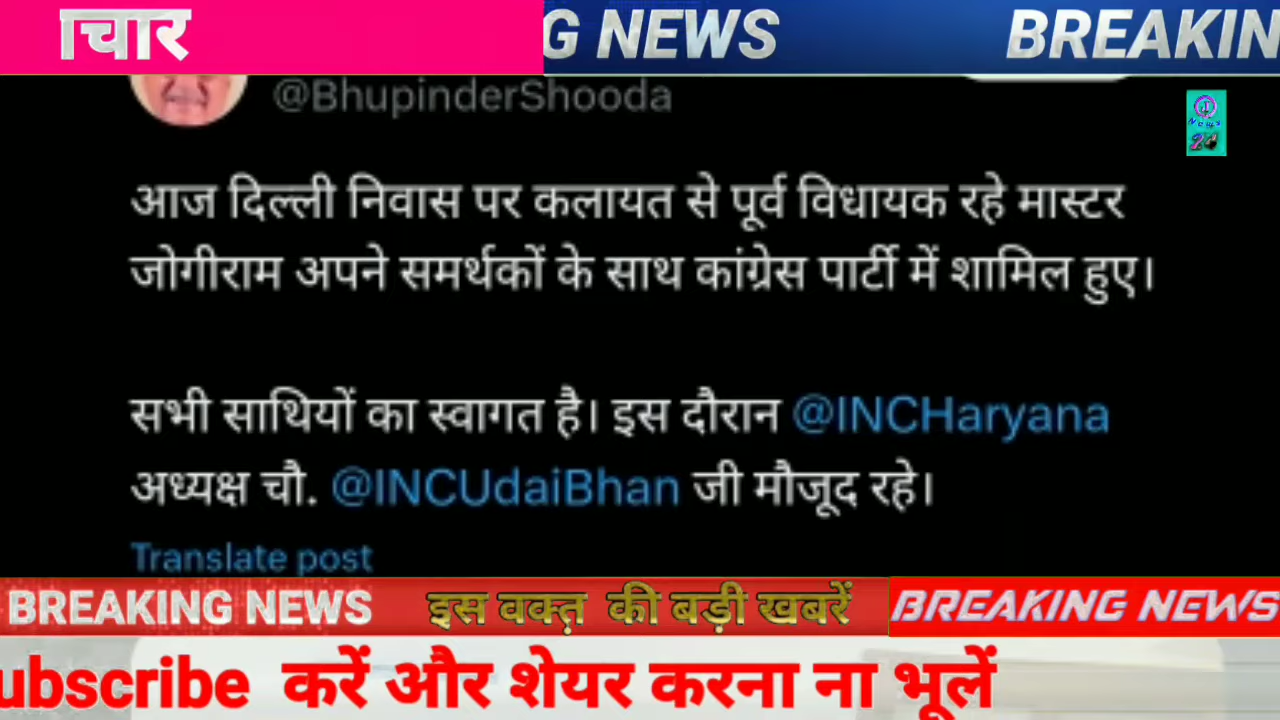 ाचार
G NEWS
BREAKIN
@BhupinderShooda
आज दिल्ली निवास पर कलायत से पूर्व विधायक रहे मास्टर
जोगीराम अपने समर्थकों के साथ कांग्रेस पार्टी में शामिल हुए।
सभी साथियों का स्वागत है। इस दौरान @INCHaryana
अध्यक्ष चौ. @INCUdaiBhan जी मौजूद रहे।
Translate post
BREAKING NEWS इस वक्त़ की बड़ी खबरें BREAKING NEWS
ubscribe करें और शेयर करना ना भूलें